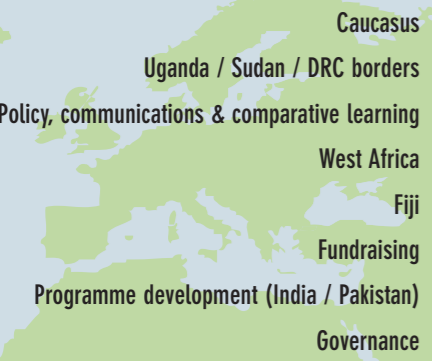 Caucasus
Uganda / Sudan / DRC borders
Policy, communications & comparative learning
West Africa
Fiji
Fundraising
Programme development (India / Pakistan)
Governance